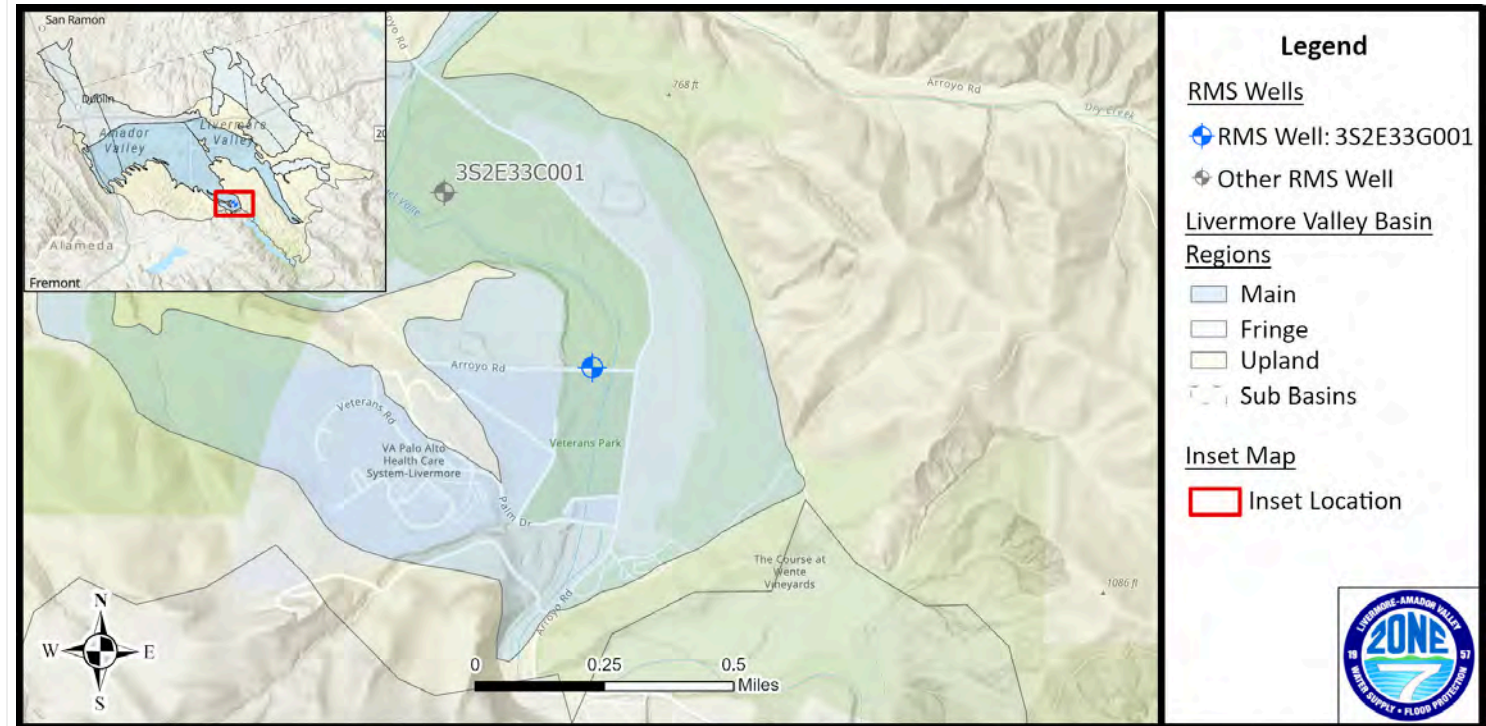 San Ramon
Dublin
Amador
Valley
Livermore
Valley
20
Alameda
Fremont
oyo Rd
768 ft
Arroyo Rd
Dry Creek
3S2E33C001
Valle
Arroyo Rd
Veterans Rd
VA Palo Alto
Health Care
System-Livermore
Veterans Park
Palm Dr
The Course at
Wente
Vineyards
1086 ft
Arroyo Rd
N
W
E
S
0
0.25
0.5
Miles
Legend
RMS Wells
RMS Well: 3S2E33G001
Other RMS Well
Livermore Valley Basin
Regions
Main
Fringe
Upland
Sub Basins
Inset Map
Inset Location
LIVERMORE-AMADOR VALLEY
ZONE
19 57
7
WATER SUPPLY • FLOOD PROTECTION